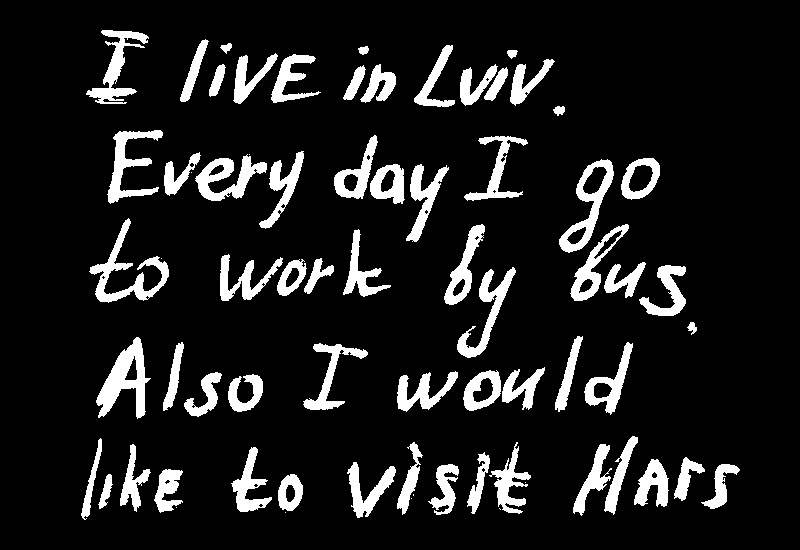 I live in Lviv.
Every day I go
to work by bus.
Also I would
like to visit Mars